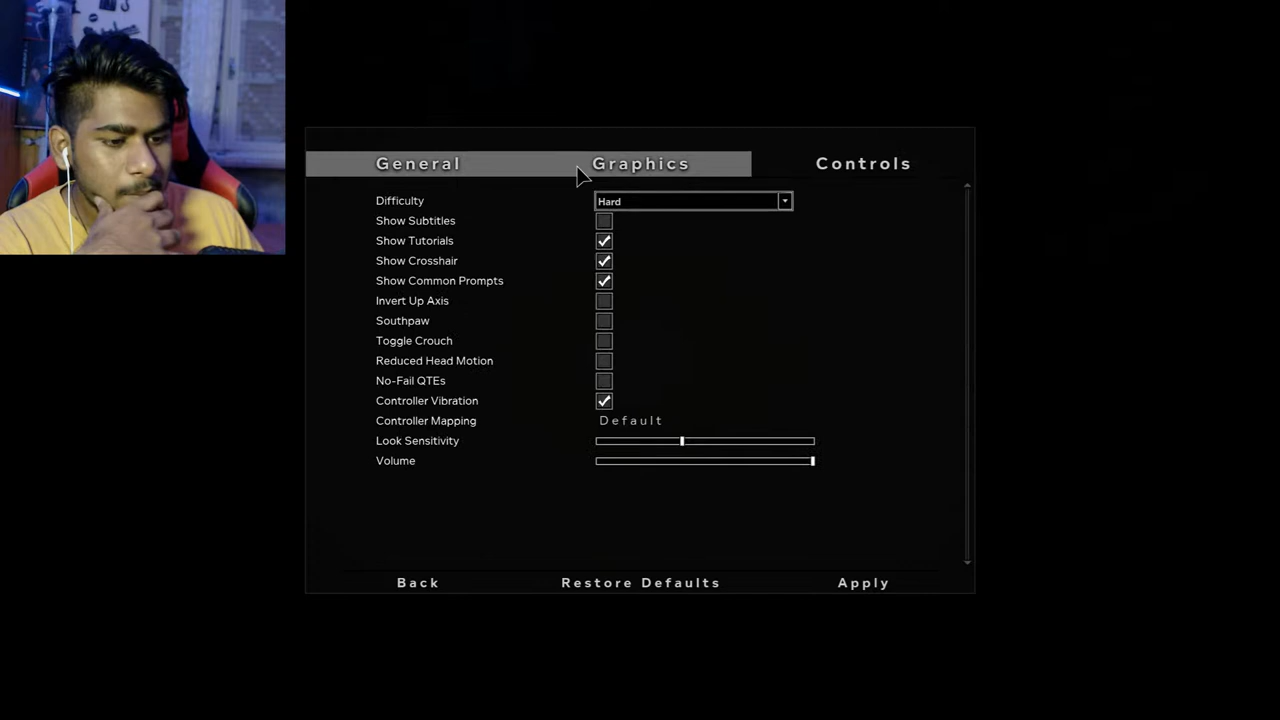 General Graphics Controls
Difficulty Hard
Show Subtitles
Show Tutorials
Show Crosshair
Show Common Prompts
Invert Up Axis
Southpaw
Toggle Crouch
Reduced Head Motion
No-Fail QTEs
Controller Vibration
Controller Mapping Default
Look Sensitivity
Volume
Back Restore Defaults Apply